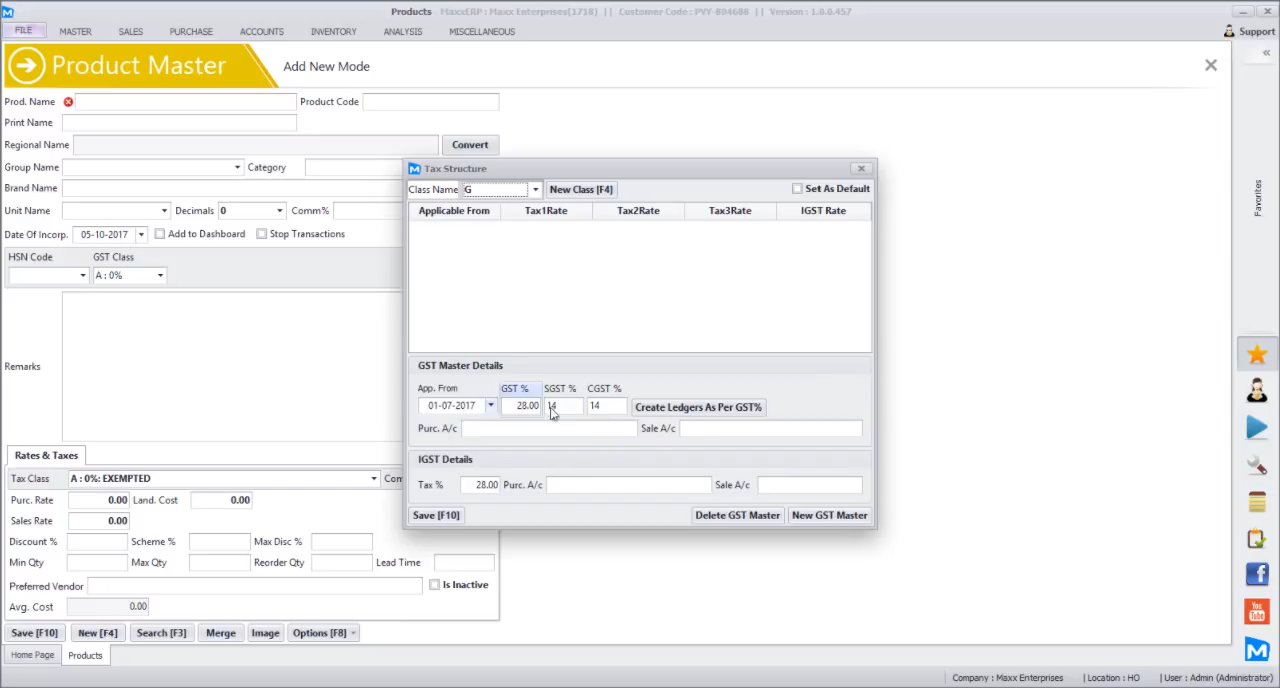 Products MaxxERP : Maxx Enterprises(1718) || Customer Code : PVY-804688 || Version : 1.0.0.457
FILE MASTER SALES PURCHASE ACCOUNTS INVENTORY ANALYSIS MISCELLANEOUS Support
Product Master Add New Mode
Prod. Name Product Code
Print Name
Regional Name Convert
Group Name Category
Brand Name
Unit Name Decimals 0 Comm%
Date Of Incorp. 05-10-2017 Add to Dashboard Stop Transactions
HSN Code GST Class
A : 0%
Remarks
Rates & Taxes
Tax Class A : 0%: EXEMPTED Con
Purc. Rate 0.00 Land. Cost 0.00
Sales Rate 0.00
Discount % Scheme % Max Disc %
Min Qty Max Qty Reorder Qty Lead Time
Preferred Vendor Is Inactive
Avg. Cost 0.00
Save [F10] New [F4] Search [F3] Merge Image Options [F8]
Home Page Products
Tax Structure
Class Name G New Class [F4] Set As Default
Applicable From Tax1Rate Tax2Rate Tax3Rate IGST Rate
GST Master Details
App. From GST % SGST % CGST %
01-07-2017 28.00 14 14 Create Ledgers As Per GST%
Purc. A/c Sale A/c
IGST Details
Tax % 28.00 Purc. A/c Sale A/c
Save [F10] Delete GST Master New GST Master
Favorites
You
Tube
Company : Maxx Enterprises | Location : HO | User : Admin (Administrator)